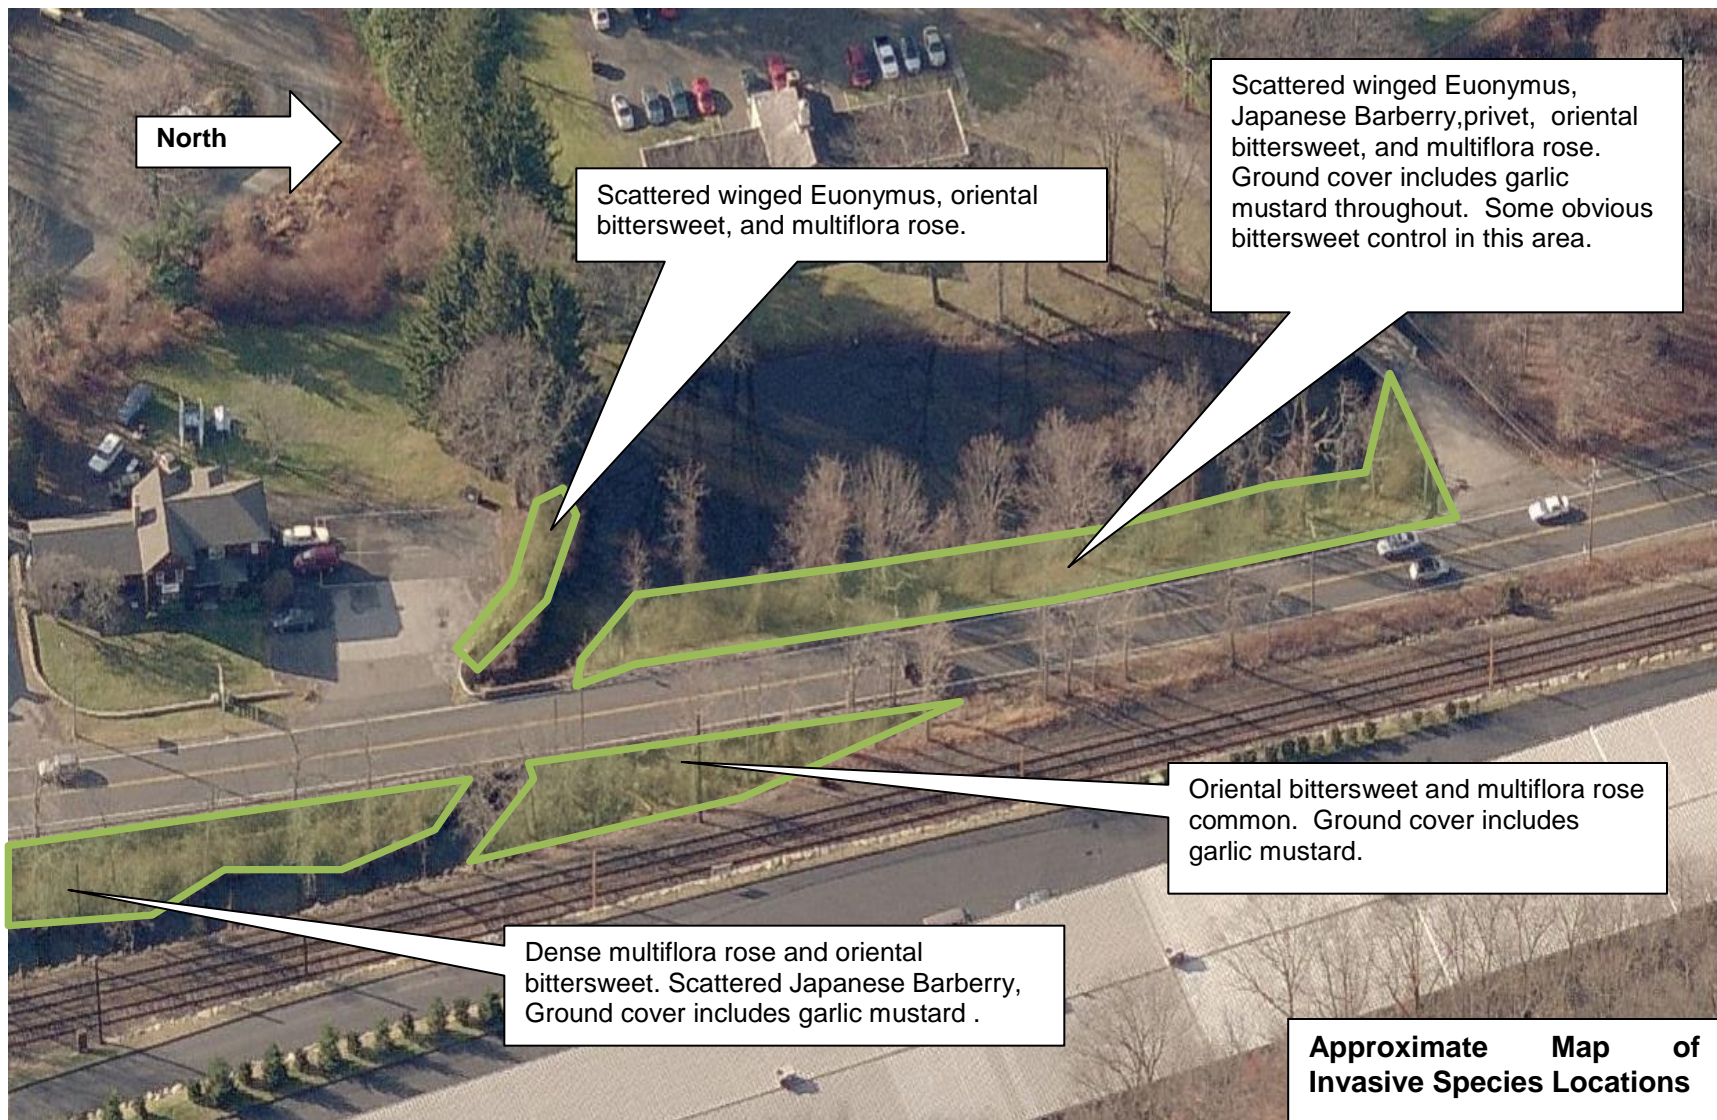 North
Scattered winged Euonymus, oriental
bittersweet, and multiflora rose.
Scattered winged Euonymus,
Japanese Barberry,privet, oriental
bittersweet, and multiflora rose.
Ground cover includes garlic
mustard throughout. Some obvious
bittersweet control in this area.
Oriental bittersweet and multiflora rose
common. Ground cover includes
garlic mustard.
Dense multiflora rose and oriental
bittersweet. Scattered Japanese Barberry,
Ground cover includes garlic mustard .
Approximate Map of
Invasive Species Locations